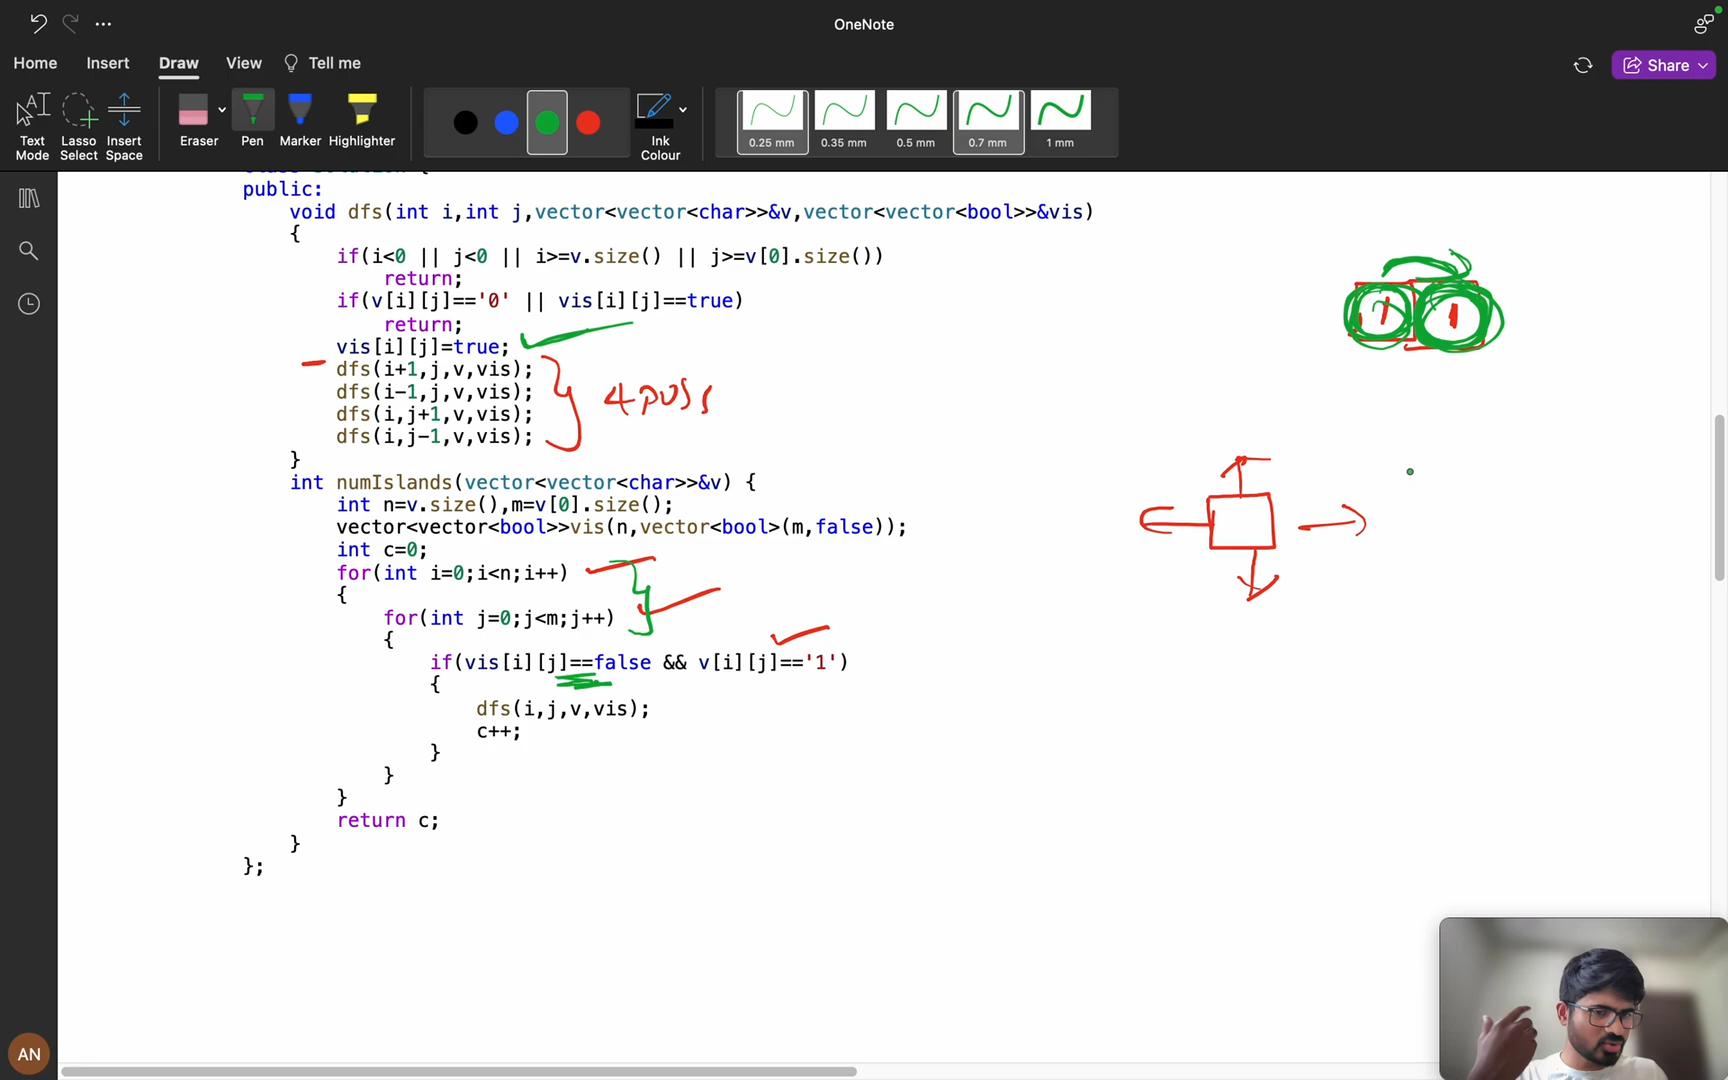 OneNote
Home Insert Draw View Tell me
Share
Text Mode
Lasso Select
Insert Space
Eraser
Pen
Marker
Highlighter
Ink Colour
0.25 mm
0.35 mm
0.5 mm
0.7 mm
1 mm
public:
void dfs(int i,int j,vector<vector<char>>&v,vector<vector<bool>>&vis)
{
if(i<0 || j<0 || i>=v.size() || j>=v[0].size())
return;
if(v[i][j]=='0' || vis[i][j]==true)
return;
vis[i][j]=true;
dfs(i+1,j,v,vis);
dfs(i-1,j,v,vis);
dfs(i,j+1,v,vis);
dfs(i,j-1,v,vis);
}
int numIslands(vector<vector<char>>&v) {
int n=v.size(),m=v[0].size();
vector<vector<bool>>vis(n,vector<bool>(m,false));
int c=0;
for(int i=0;i<n;i++)
{
for(int j=0;j<m;j++)
{
if(vis[i][j]==false && v[i][j]=='1')
{
dfs(i,j,v,vis);
c++;
}
}
}
return c;
}
};
4
1 1
AN